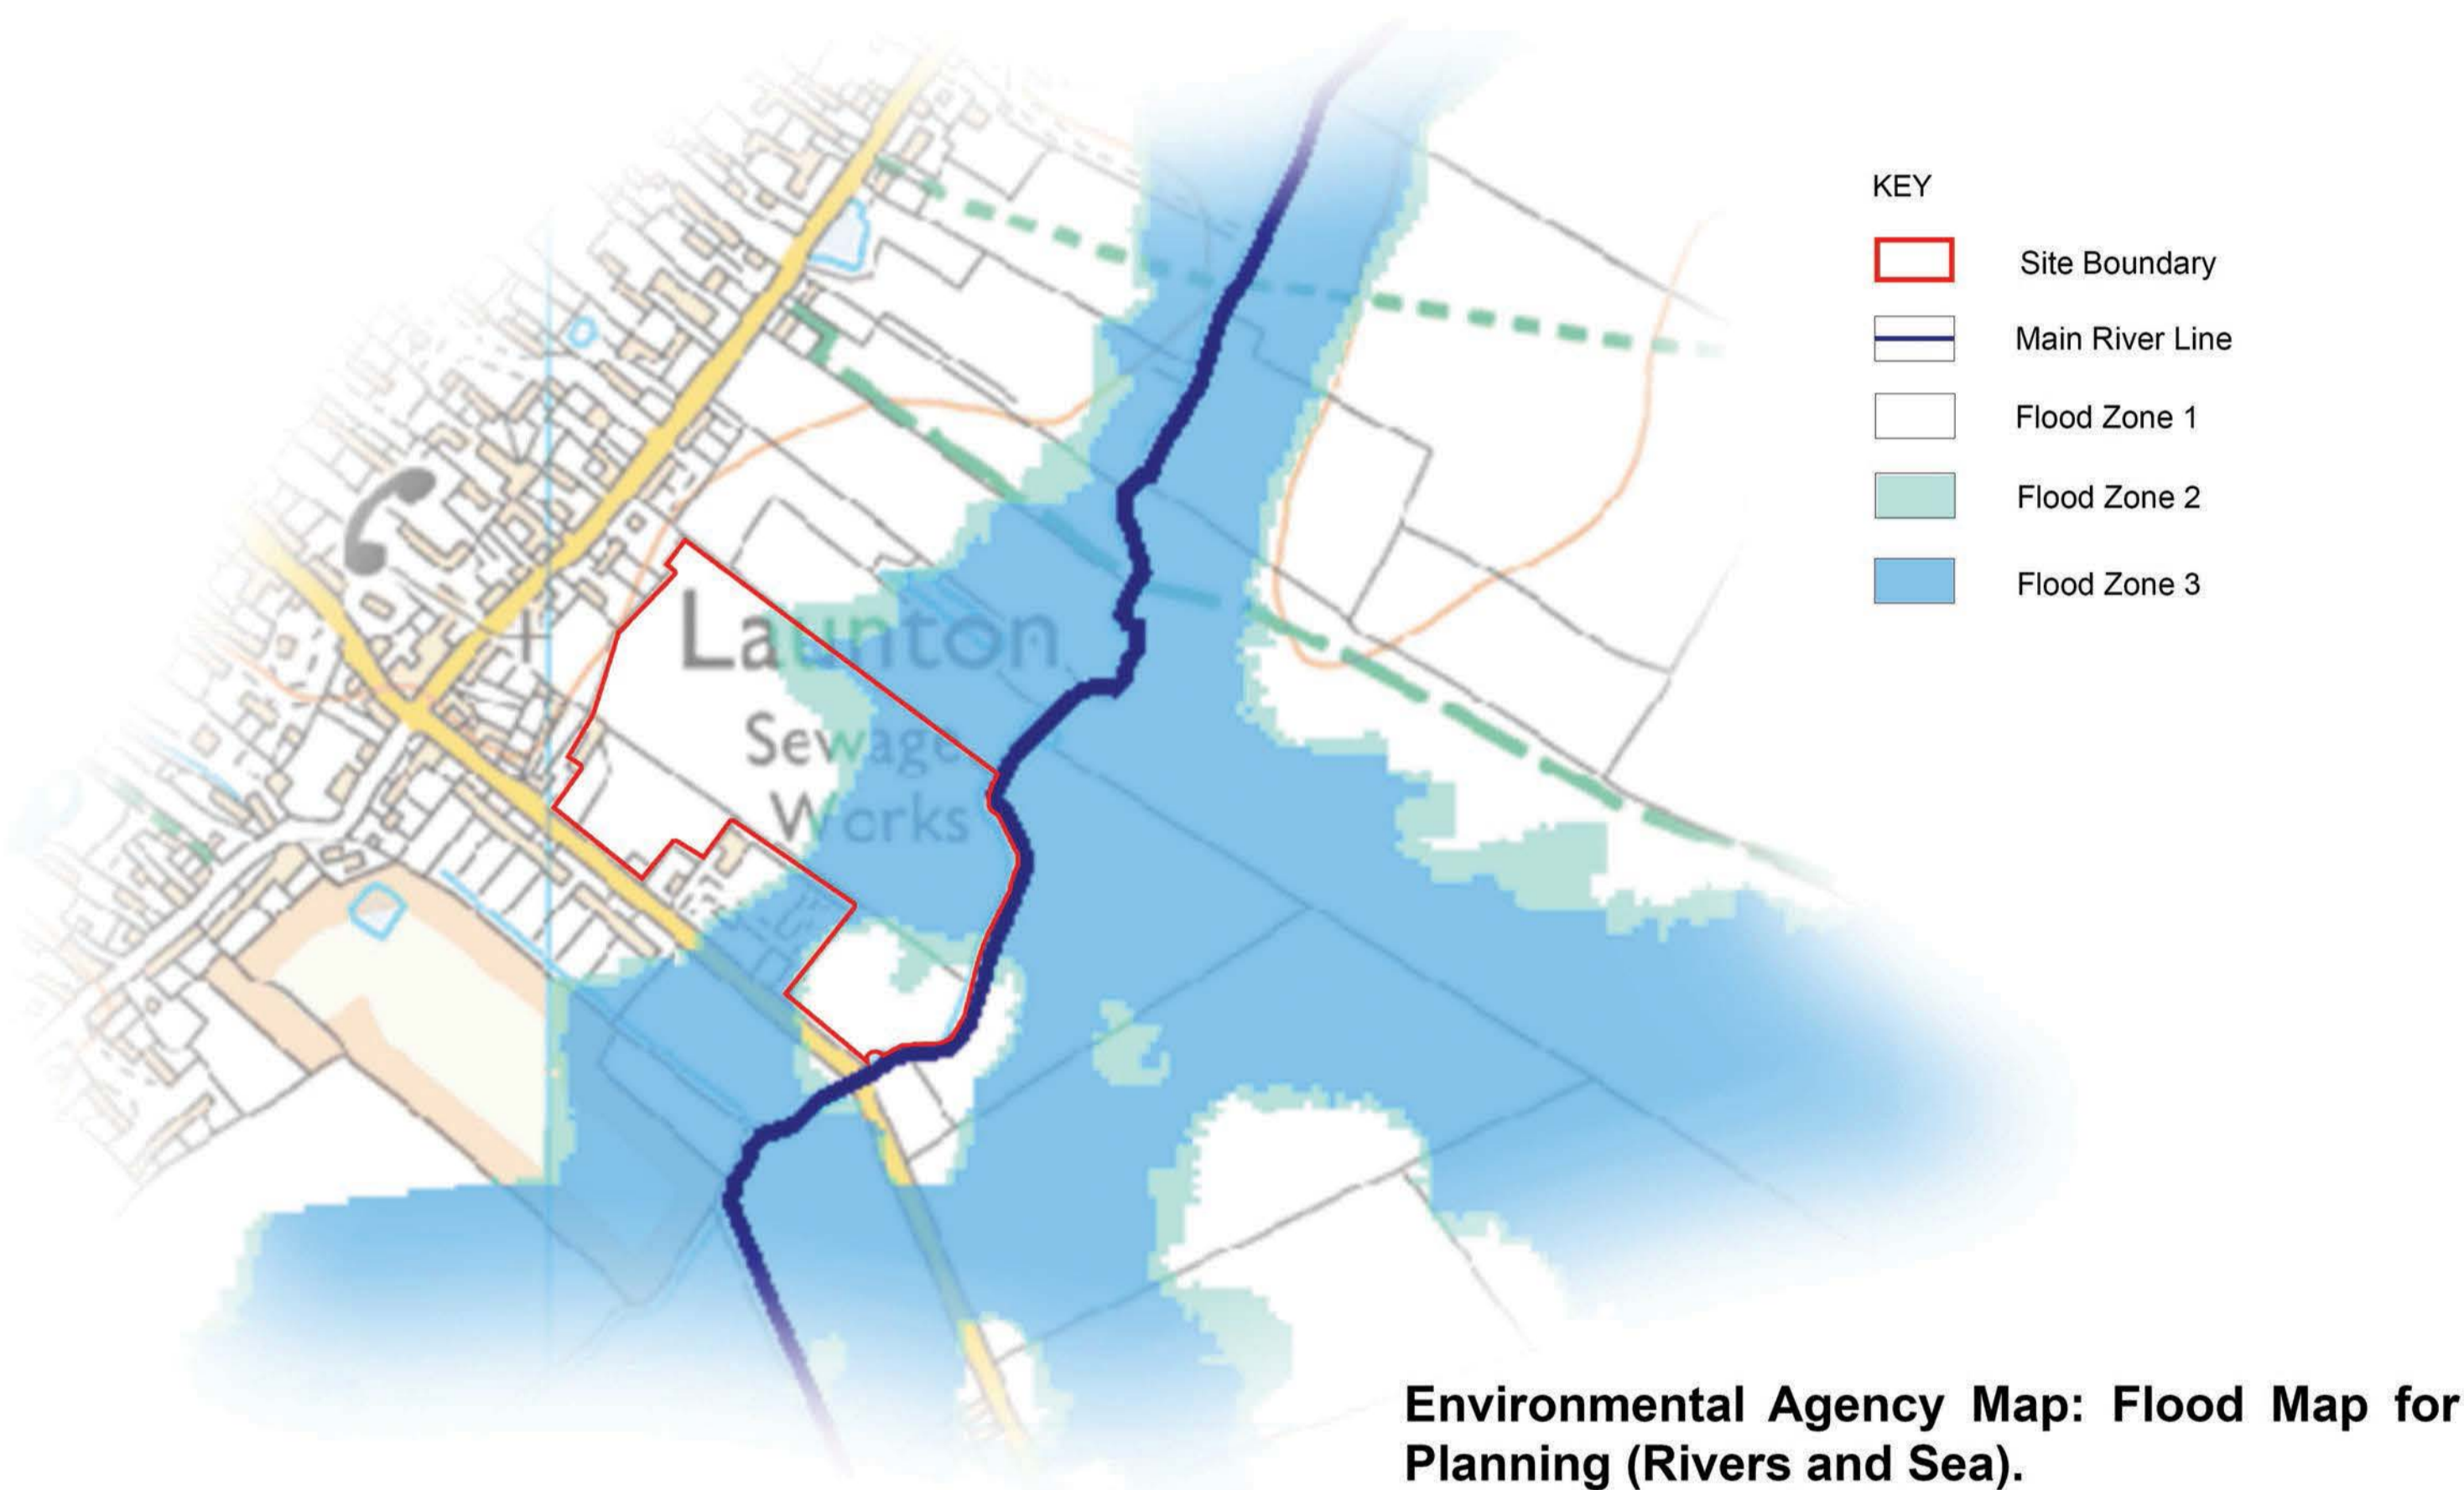 KEY
Site Boundary
Main River Line
Flood Zone 1
Flood Zone 2
Flood Zone 3
Launton
Sewage
Works
Environmental Agency Map: Flood Map for
Planning (Rivers and Sea).